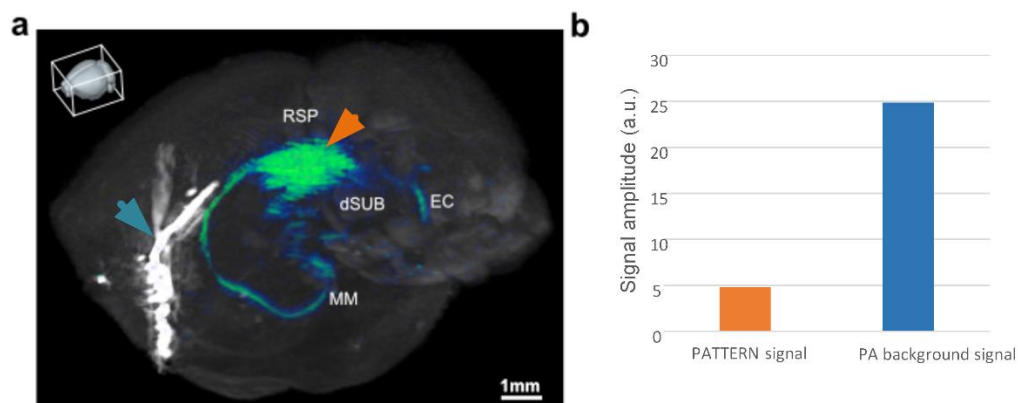 a
RSP
dSUB
EC
MM
1mm
b
Signal amplitude (a.u.)
30
25
20
15
10
5
0
PATTERN signal
PA background signal